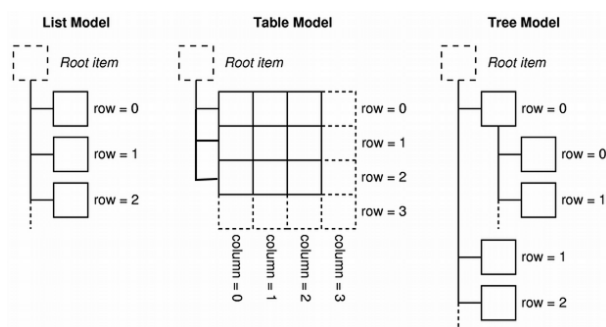 List Model
Root item
row = 0
row = 1
row = 2
Table Model
Root item
row = 0
row = 1
row = 2
row = 3
column = 0
column = 1
column = 2
column = 3
Tree Model
Root item
row = 0
row = 0
row = 1
row = 1
row = 2